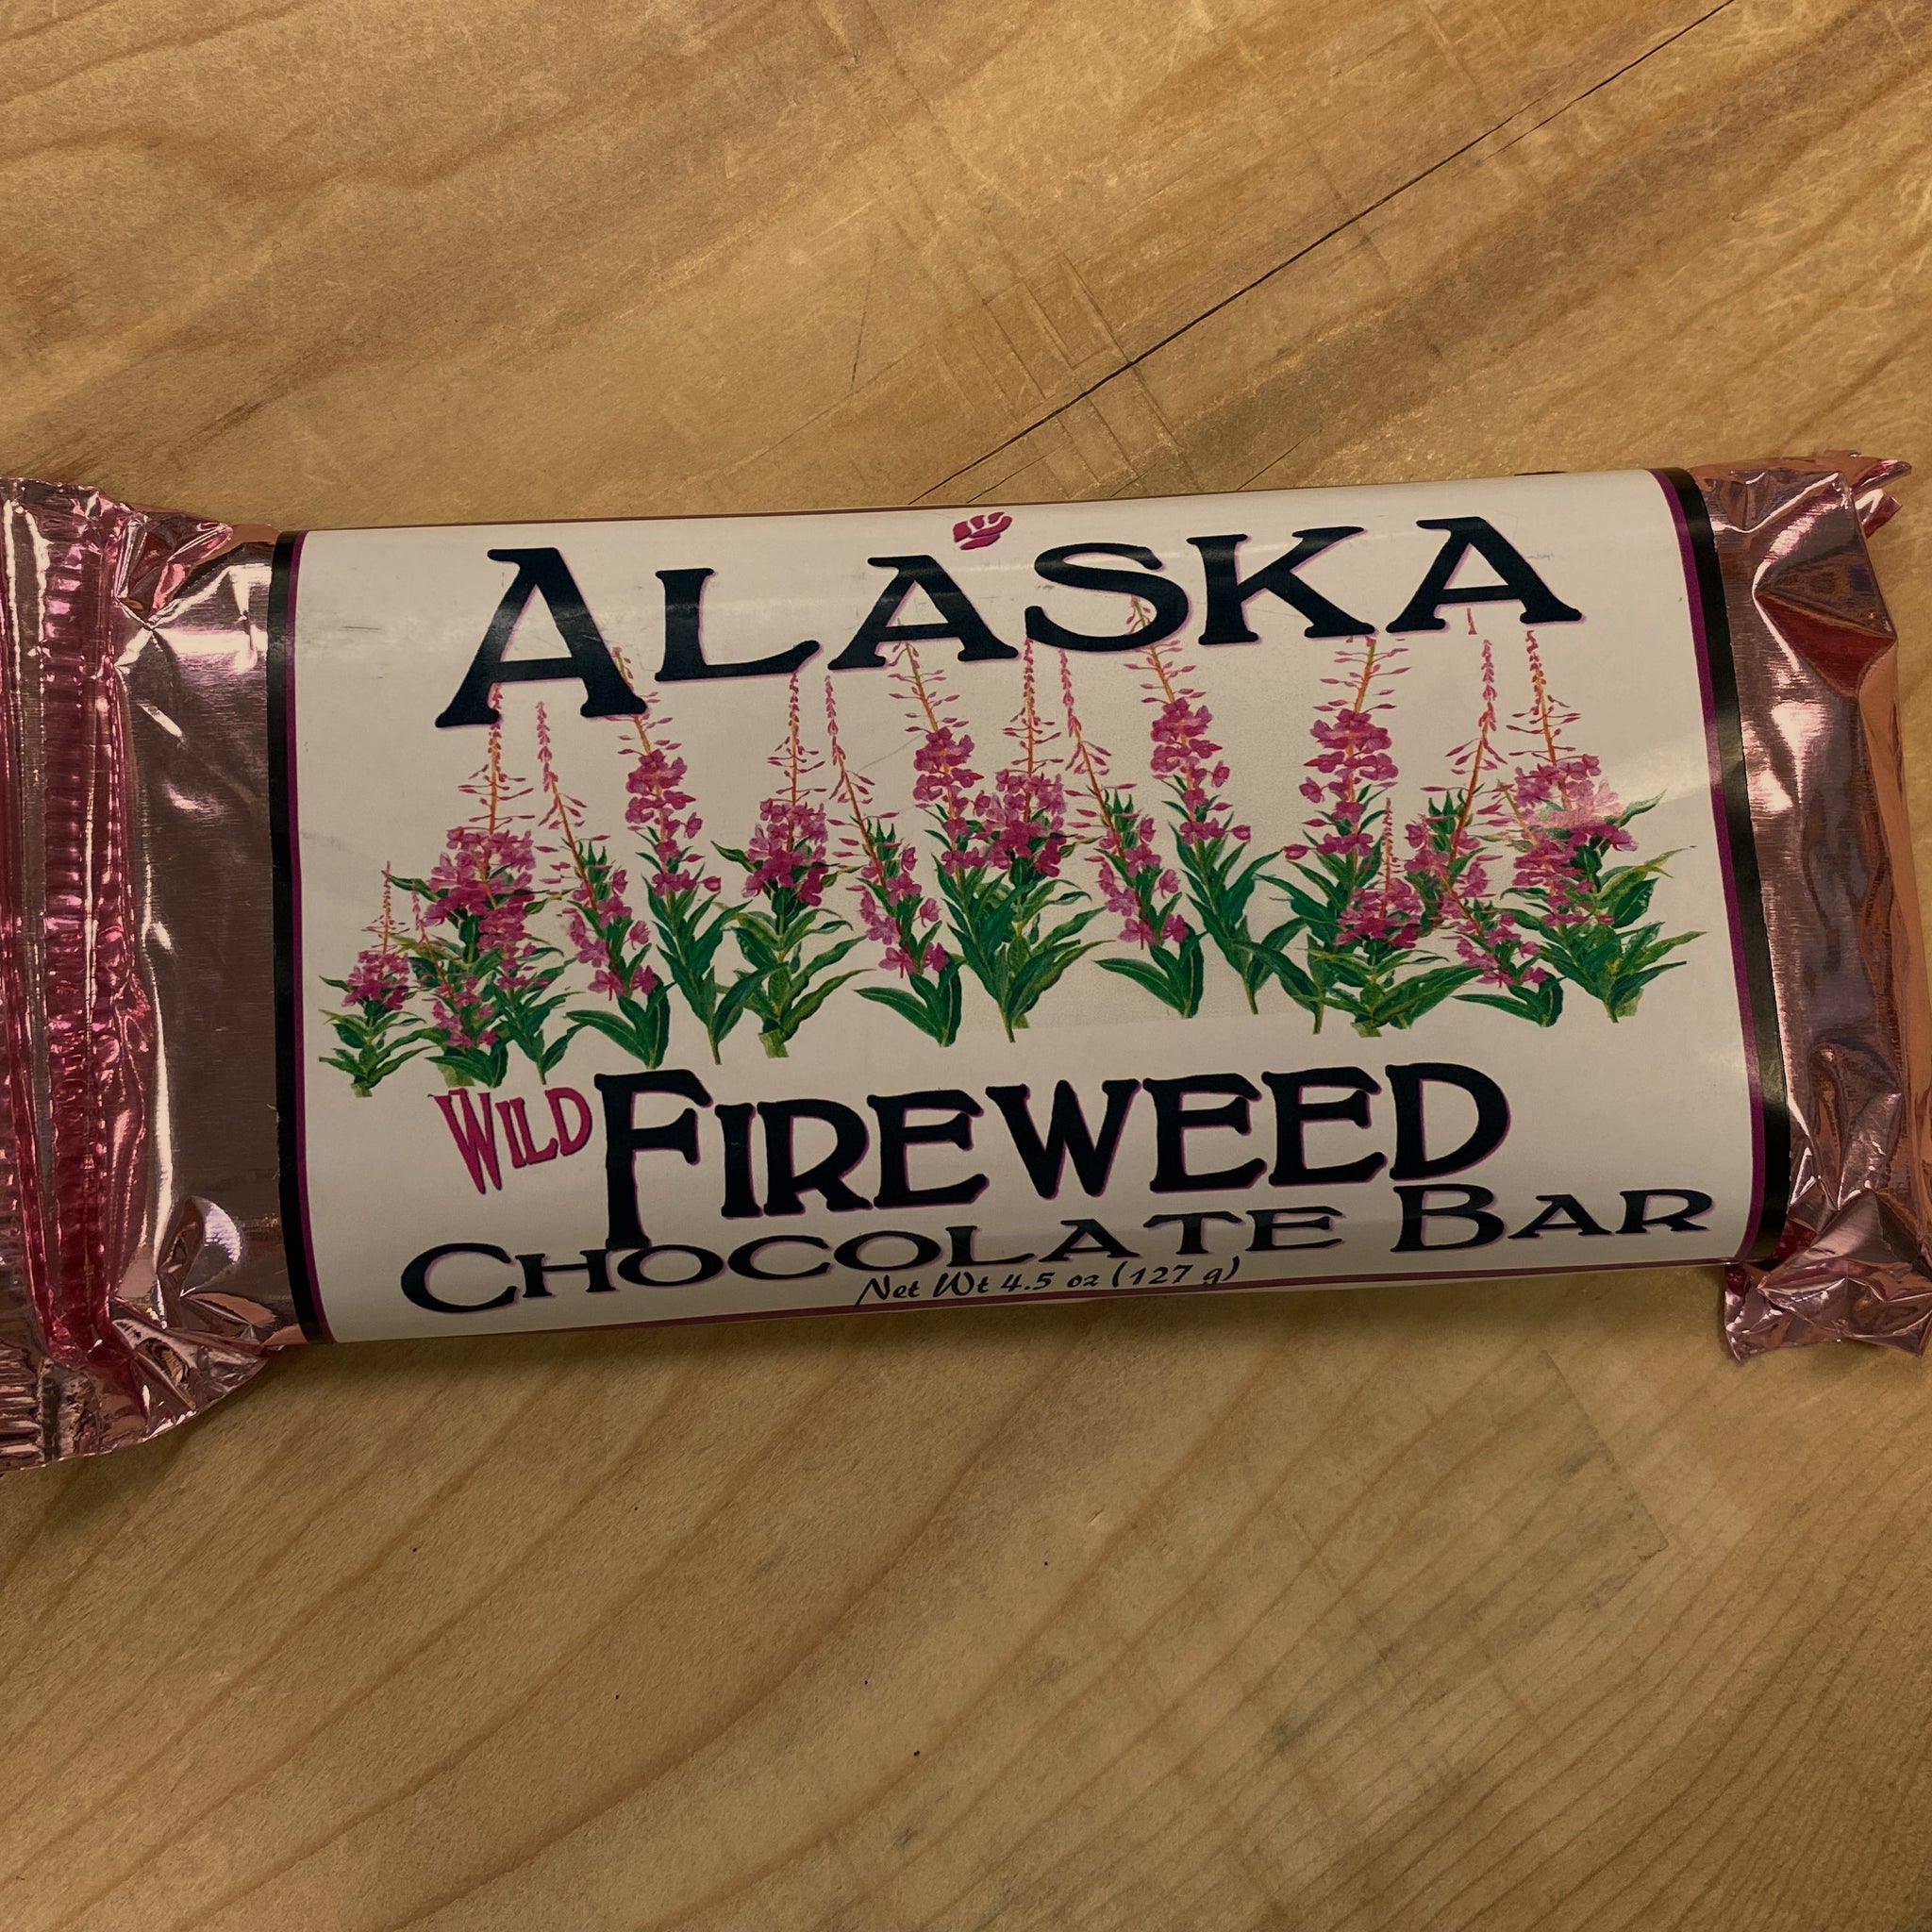 ALASKA
WILD FIREWEED
CHOCOLATE BAR
Net Wt 4.5 oz (127 g)